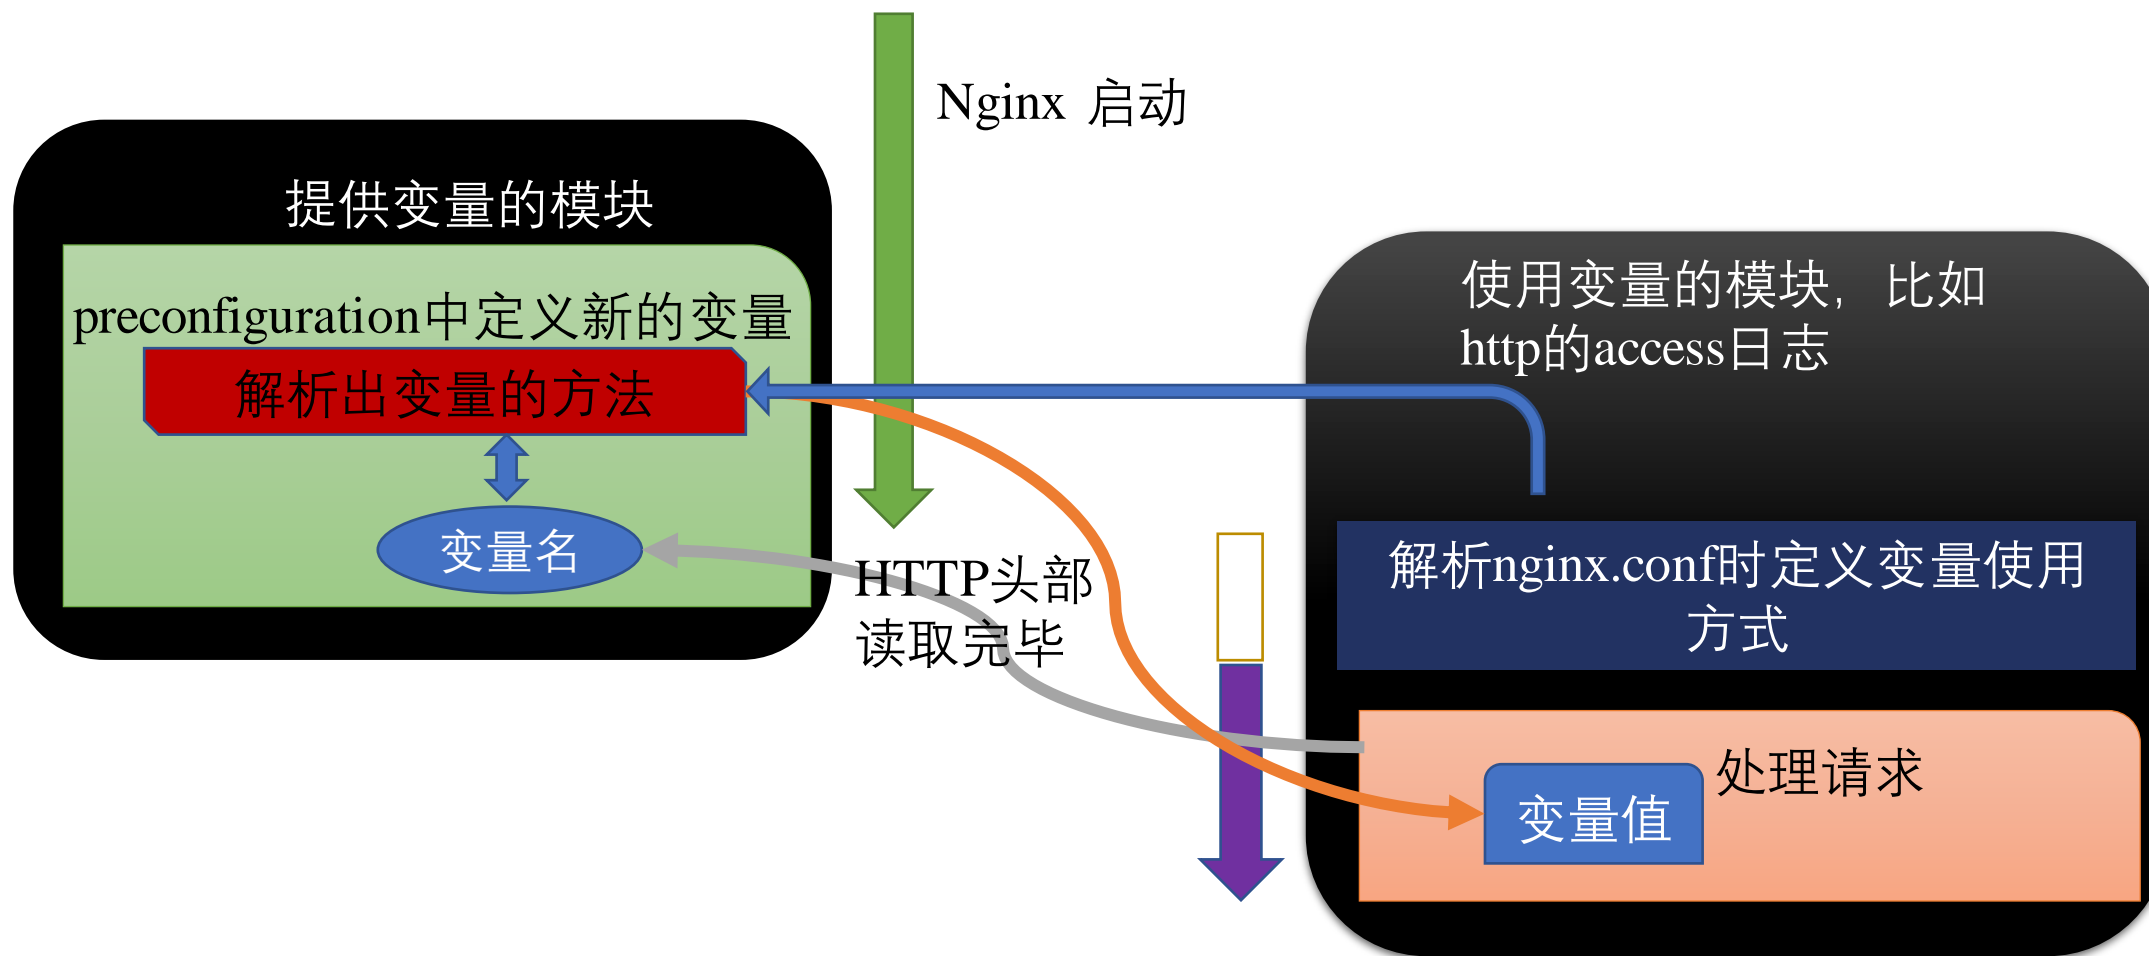 Nginx 启动
提供变量的模块
preconfiguration中定义新的变量
解析出变量的方法
变量名
HTTP头部
读取完毕
使用变量的模块，比如
http的access日志
解析nginx.conf时定义变量使用
方式
处理请求
变量值